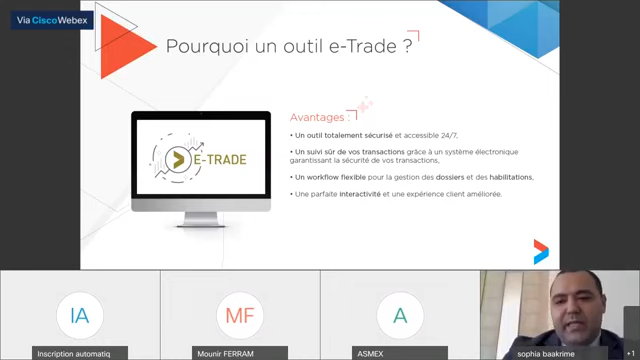 Via Cisco Webex
Pourquoi un outil e-Trade ?
Avantages :
• Un outil totalement sécurisé et accessible 24/7,
• Un suivi sûr de vos transactions grâce à un système électronique
garantissant la sécurité de vos transactions,
• Un workflow flexible pour la gestion des dossiers et des habilitations,
• Une parfaite interactivité et une expérience client améliorée.
E-TRADE
IA
MF
A
Inscription automatiq
Mounir FERRAM
ASMEX
sophia baakrime
+1